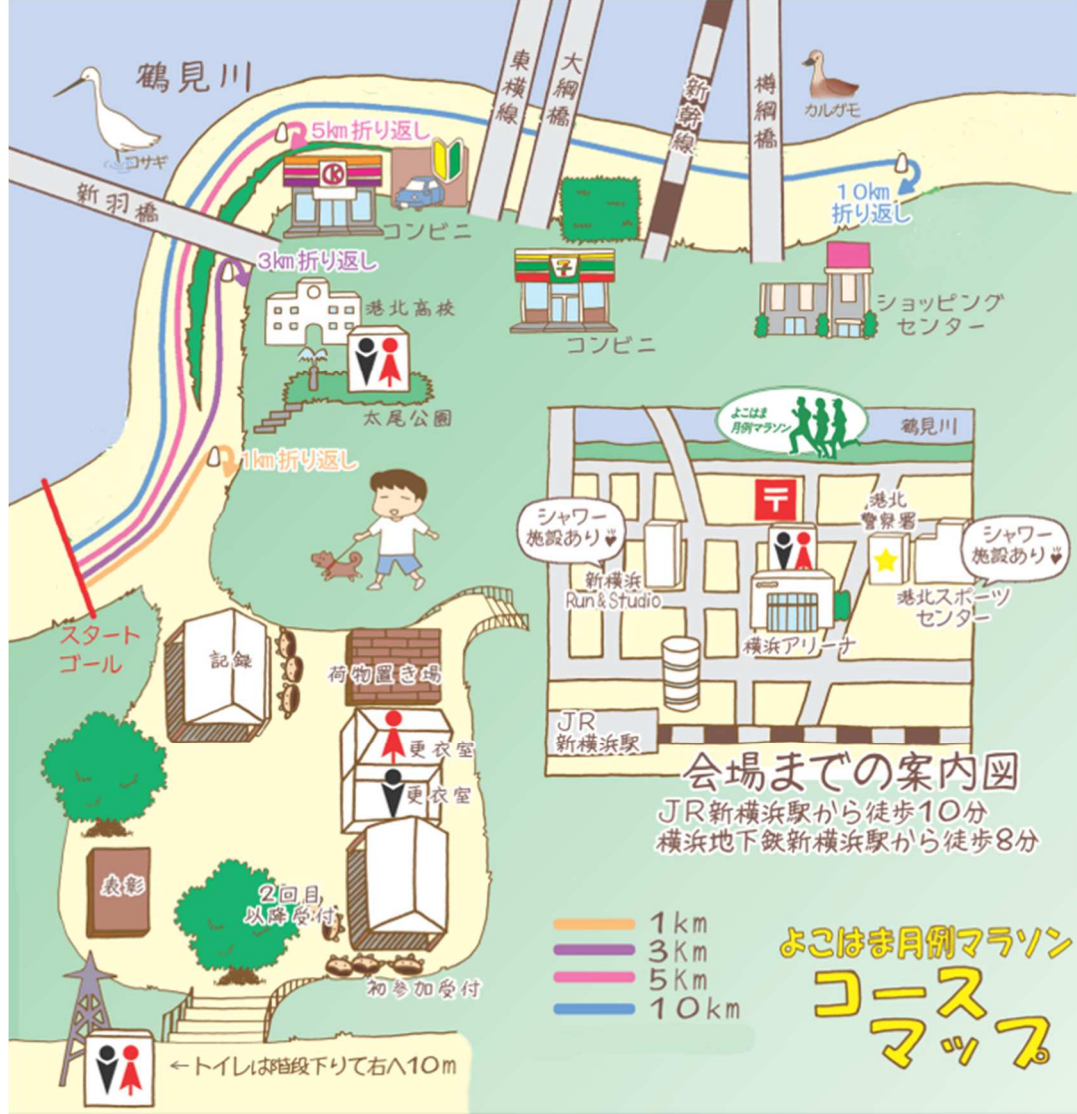 鶴見川
コサギ
新羽橋
東横線
大綱橋
新幹線
樽綱橋
カルガモ
5km折り返し
10km
折り返し
K
コンビニ
3km折り返し
港北高校
7
コンビニ
ショッピング
センター
太尾公園
1km折り返し
スタート
ゴール
よこはま
月例マラソン
鶴見川
〒
港北
警察署
シャワー
施設あり♥
シャワー
施設あり♥
新横浜
Run&Studio
港北スポーツ
センター
横浜アリーナ
JR
新横浜駅
会場までの案内図
JR新横浜駅から徒歩10分
横浜地下鉄新横浜駅から徒歩8分
記録
荷物置き場
更衣室
更衣室
表彰
2回目
以降受付
初参加受付
←トイレは階段下りて右へ10m
1km
3km
5km
10km
よこはま月例マラソン
コース
マップ